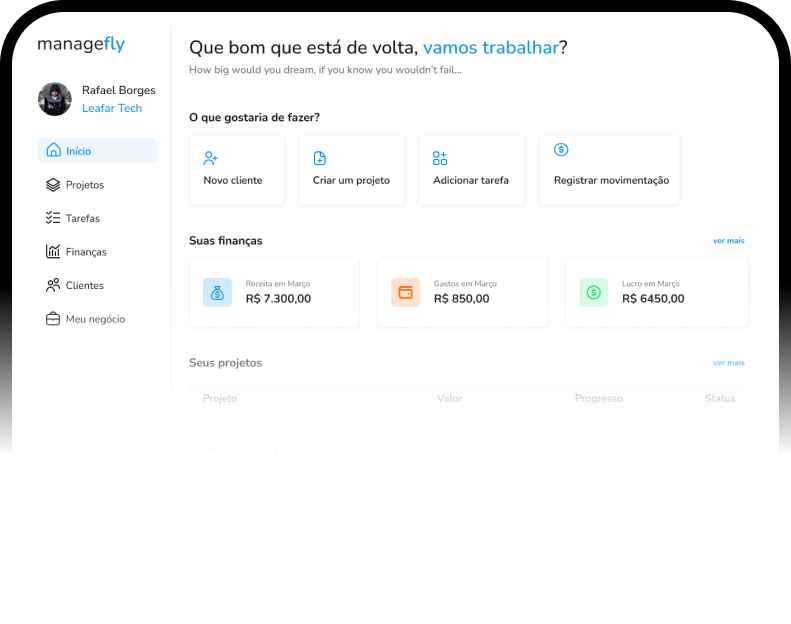 managefly
Rafael Borges
Leafar Tech
Início
Projetos
Tarefas
Finanças
Clientes
Meu negócio
Que bom que está de volta, vamos trabalhar?
How big would you dream, if you know you wouldn't fail...
O que gostaria de fazer?
Novo cliente
Criar um projeto
Adicionar tarefa
Registrar movimentação
Suas finanças
ver mais
Receita em Março
R$ 7.300,00
Gastos em Março
R$ 850,00
Lucro em Março
R$ 6450,00
Seus projetos
ver mais
Projeto Valor Progresso Status